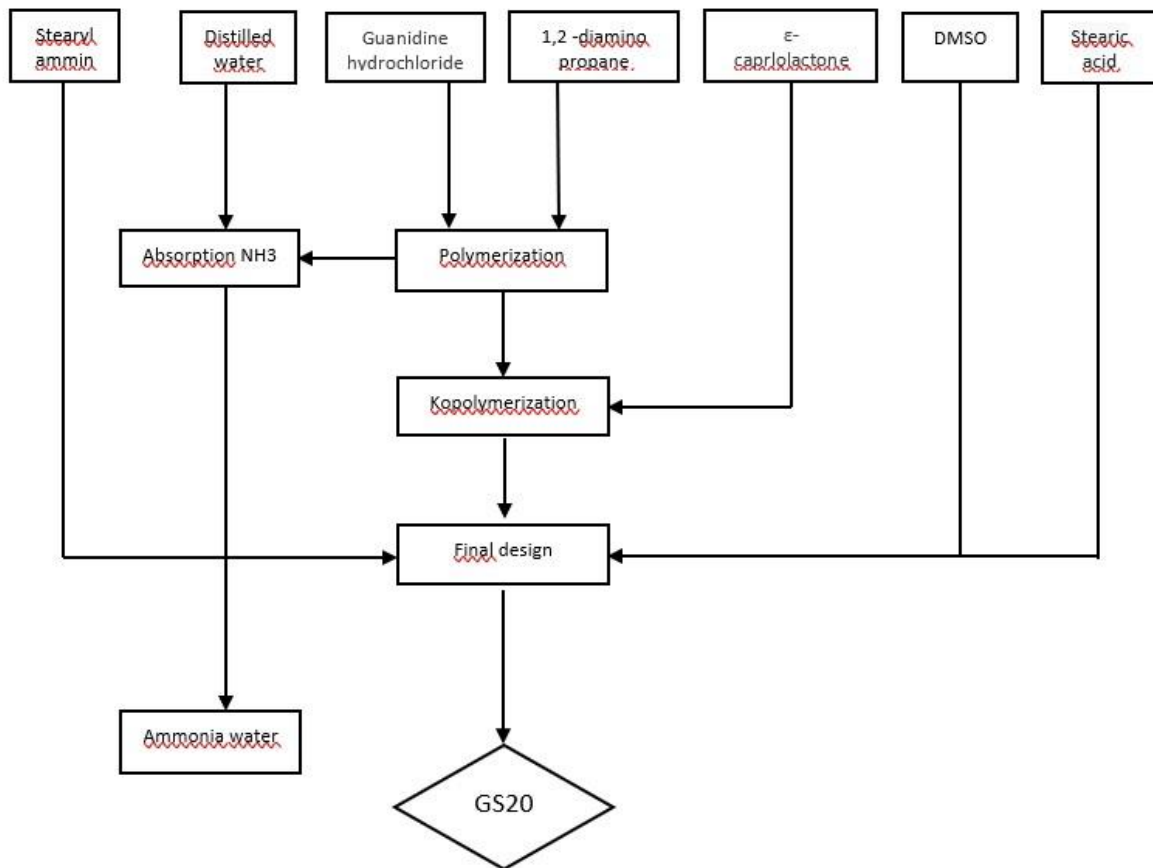 Stearyl
ammin
Distilled
water
Guanidine
hydrochloride
1,2 -diamino
propane
ε-
caprlolactone
DMSO
Stearic
acid
Absorption NH3
Polymerization
Kopolymerization
Final design
Ammonia water
GS20